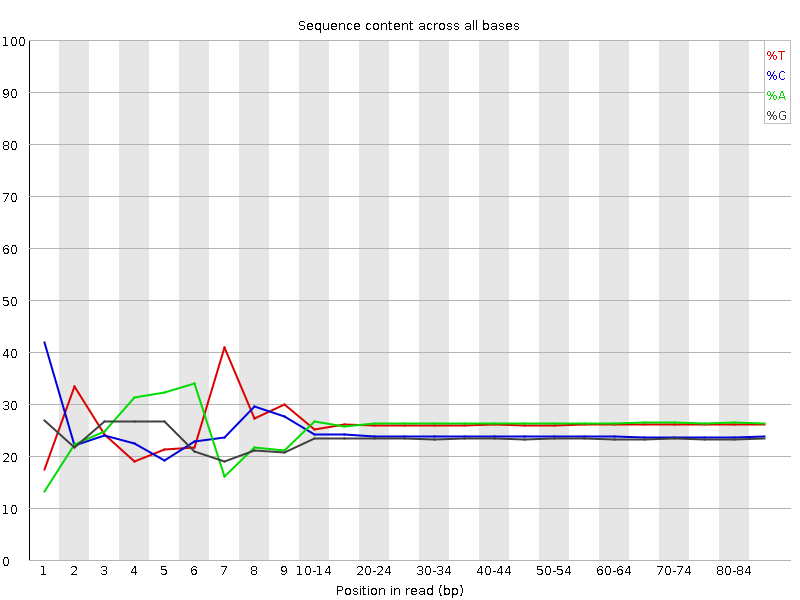 Sequence content across all bases
100
90
80
70
60
50
40
30
20
10
0
%T
%C
%A
%G
1 2 3 4 5 6 7 8 9 10-14 20-24 30-34 40-44 50-54 60-64 70-74 80-84
Position in read (bp)